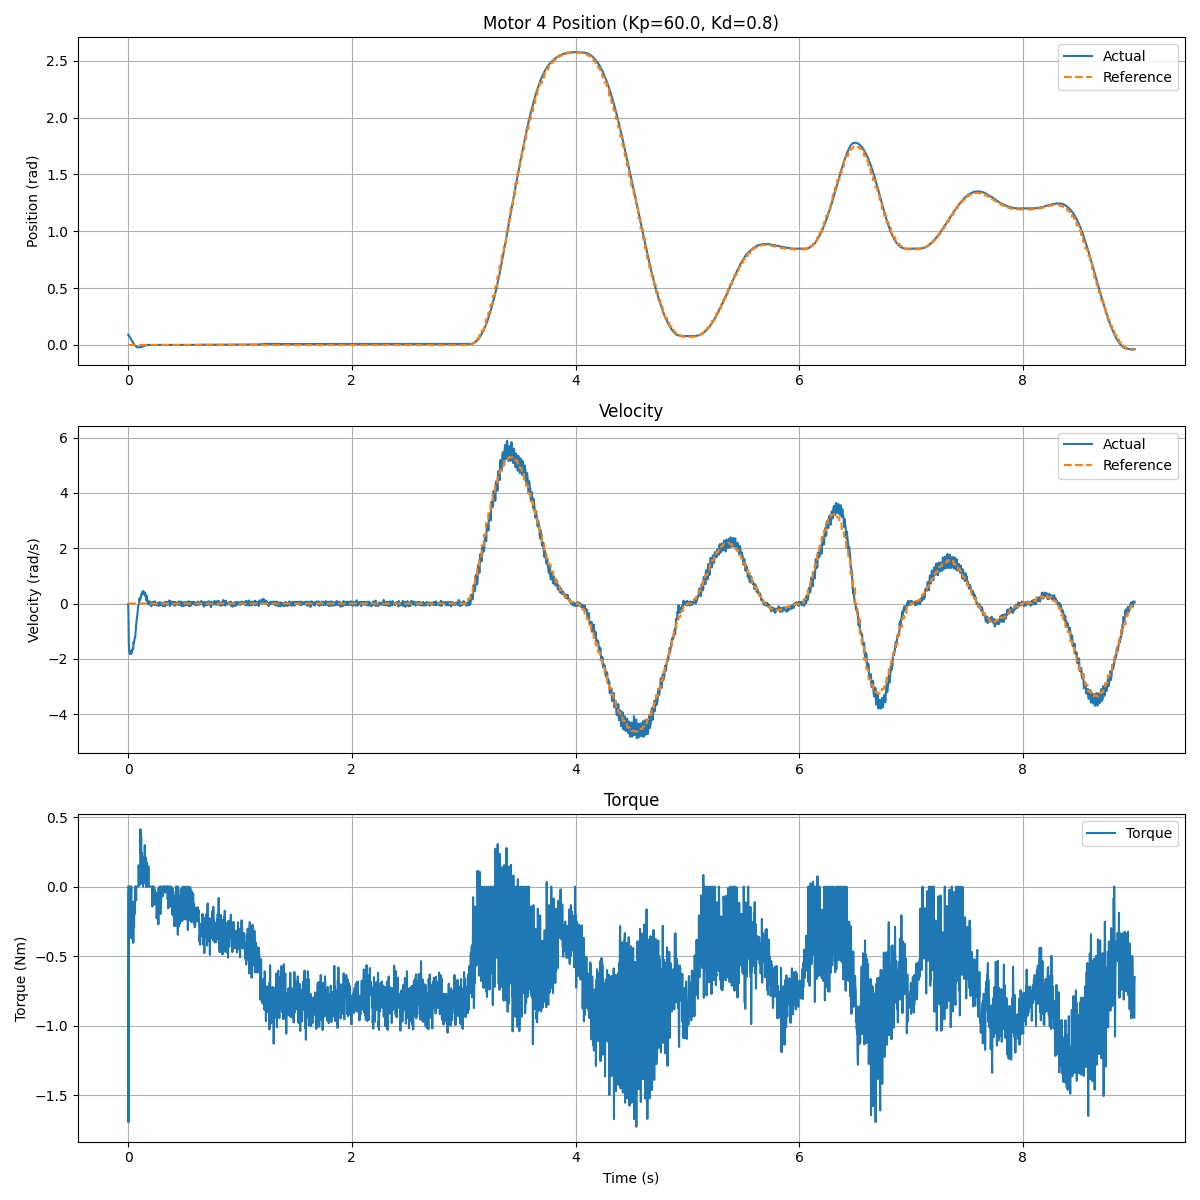 Motor 4 Position (Kp=60.0, Kd=0.8)
Position (rad)
2.5
2.0
1.5
1.0
0.5
0.0
Actual
Reference
0 2 4 6 8
Velocity
Velocity (rad/s)
6
4
2
0
−2
−4
Actual
Reference
0 2 4 6 8
Torque
Torque (Nm)
0.5
0.0
−0.5
−1.0
−1.5
Torque
0 2 4 6 8
Time (s)